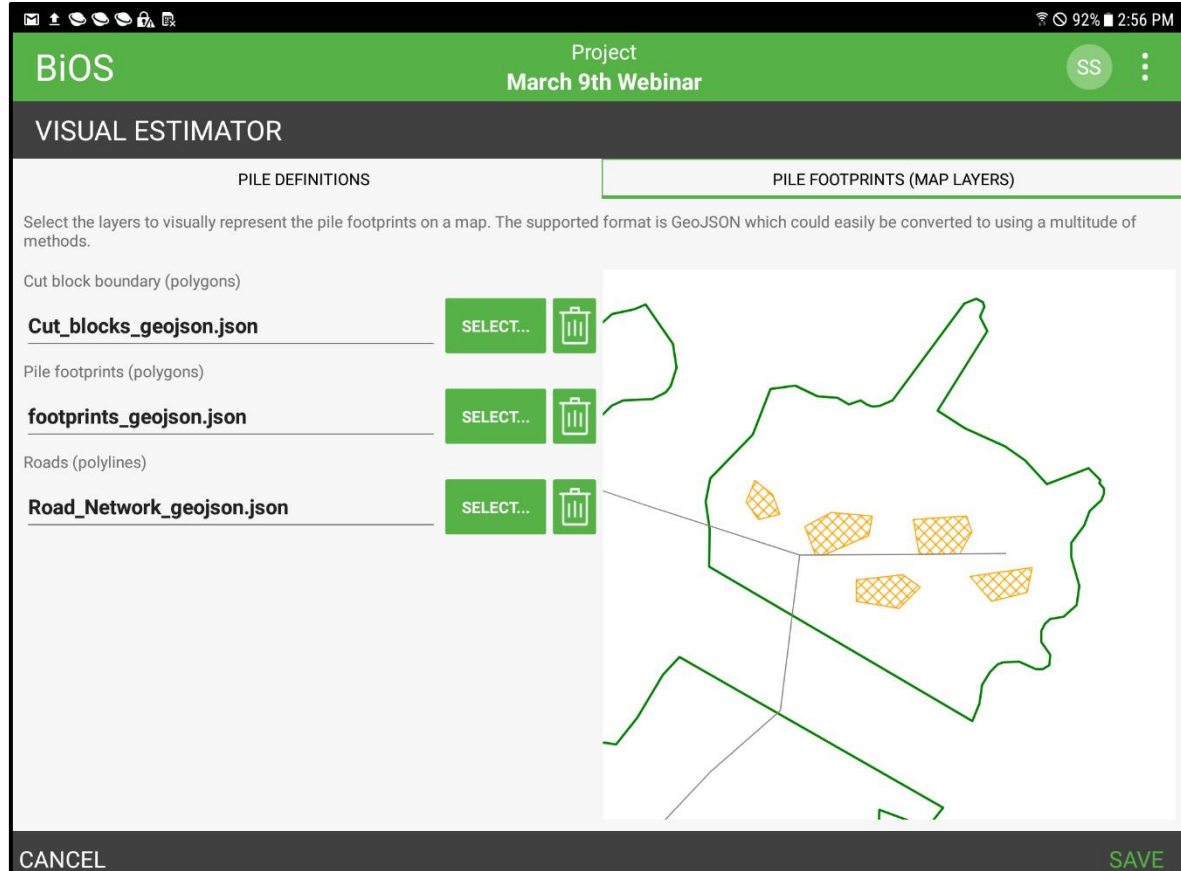 92% 2:56 PM
BiOS
Project
March 9th Webinar
SS
VISUAL ESTIMATOR
PILE DEFINITIONS
PILE FOOTPRINTS (MAP LAYERS)
Select the layers to visually represent the pile footprints on a map. The supported format is GeoJSON which could easily be converted to using a multitude of
methods.
Cut block boundary (polygons)
Cut_blocks_geojson.json
SELECT...
Pile footprints (polygons)
footprints_geojson.json
SELECT...
Roads (polylines)
Road_Network_geojson.json
SELECT...
CANCEL
SAVE